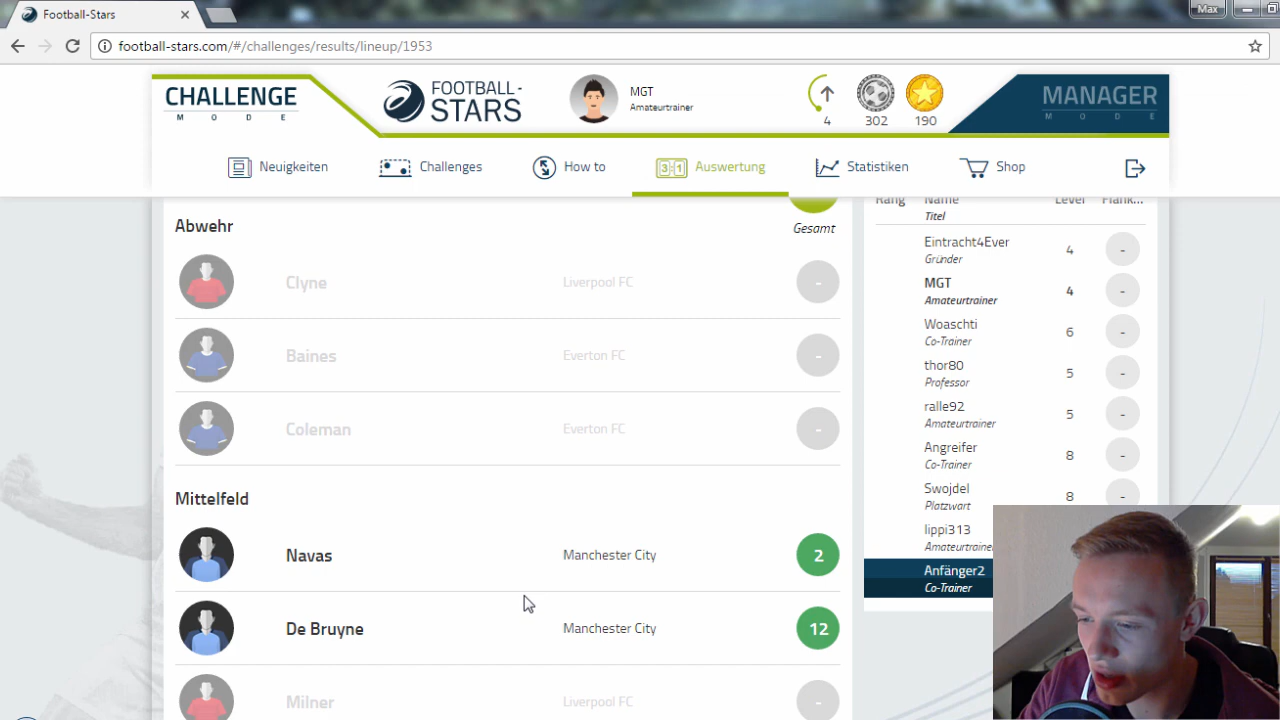 Football-Stars
Max
football-stars.com/#/challenges/results/lineup/1953
CHALLENGE
MODE
FOOTBALL-
STARS
MGT
Amateurtrainer
4
302
190
MANAGER
MODE
Neuigkeiten
Challenges
How to
3:1 Auswertung
Statistiken
Shop
Abwehr
Gesamt
Clyne Liverpool FC -
Baines Everton FC -
Coleman Everton FC -
Mittelfeld
Navas Manchester City 2
De Bruyne Manchester City 12
Milner Liverpool FC -
Rang Name Level Flank...
Titel
Eintracht4Ever 4 -
Gründer
MGT 4 -
Amateurtrainer
Woaschti 6 -
Co-Trainer
thor80 5 -
Professor
ralle92 5 -
Amateurtrainer
Angreifer 8 -
Co-Trainer
Swojdel 8 -
Platzwart
lippi313
Amateurtrainer
Anfänger2
Co-Trainer